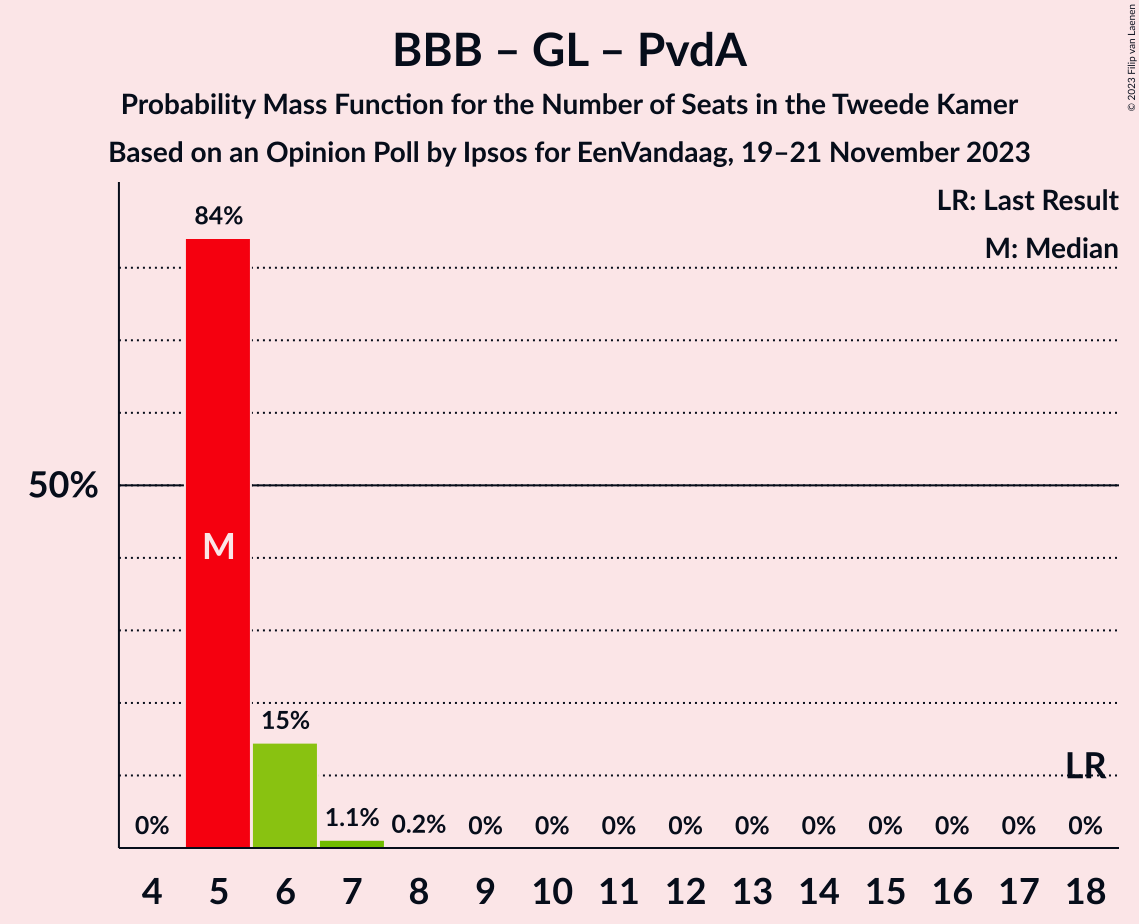 BBB – GL – PvdA
Probability Mass Function for the Number of Seats in the Tweede Kamer
Based on an Opinion Poll by Ipsos for EenVandaag, 19–21 November 2023
© 2023 Filip van Laenen
LR: Last Result
M: Median
84%
50%
M
15%
LR
0%
1.1%
0.2%
0%
0%
0%
0%
0%
0%
0%
0%
0%
0%
4 5 6 7 8 9 10 11 12 13 14 15 16 17 18